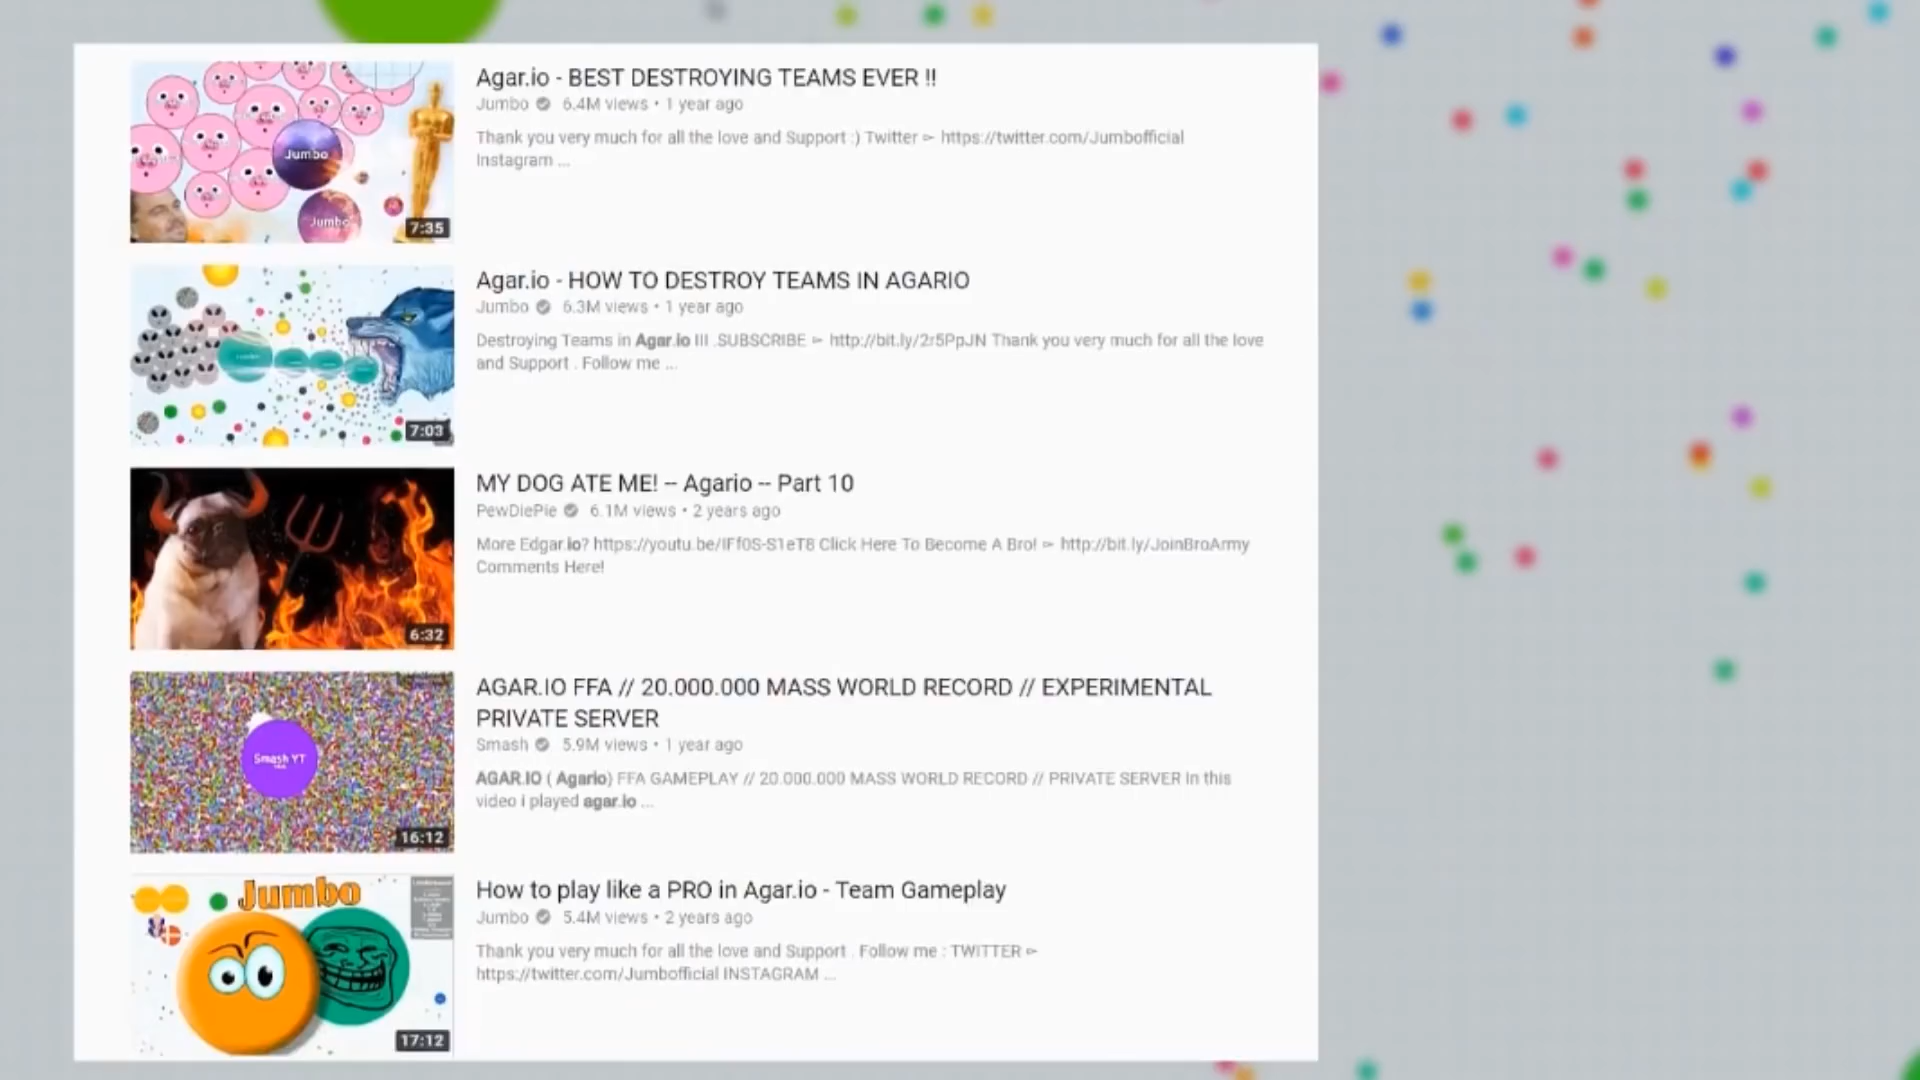 Agar.io - BEST DESTROYING TEAMS EVER !!
Jumbo 6.4M views • 1 year ago
Thank you very much for all the love and Support :) Twitter ► https://twitter.com/Jumbofficial
Instagram ...
Jumbo
Jumbo
7:35
Agar.io - HOW TO DESTROY TEAMS IN AGARIO
Jumbo 6.3M views • 1 year ago
Destroying Teams in Agar.io III .SUBSCRIBE ► http://bit.ly/2r5PpJN Thank you very much for all the love
and Support . Follow me ...
7:03
MY DOG ATE ME! -- Agario -- Part 10
PewDiePie 6.1M views • 2 years ago
More Edgar.io? https://youtu.be/IFf0S-S1eT8 Click Here To Become A Bro! ► http://bit.ly/JoinBroArmy
Comments Here!
6:32
AGAR.IO FFA // 20.000.000 MASS WORLD RECORD // EXPERIMENTAL
PRIVATE SERVER
Smash 5.9M views • 1 year ago
AGAR.IO ( Agario) FFA GAMEPLAY // 20.000.000 MASS WORLD RECORD // PRIVATE SERVER In this
video i played agar.io ...
Smash YT
16:12
How to play like a PRO in Agar.io - Team Gameplay
Jumbo 5.4M views • 2 years ago
Thank you very much for all the love and Support . Follow me : TWITTER ►
https://twitter.com/Jumbofficial INSTAGRAM ...
Jumbo
17:12